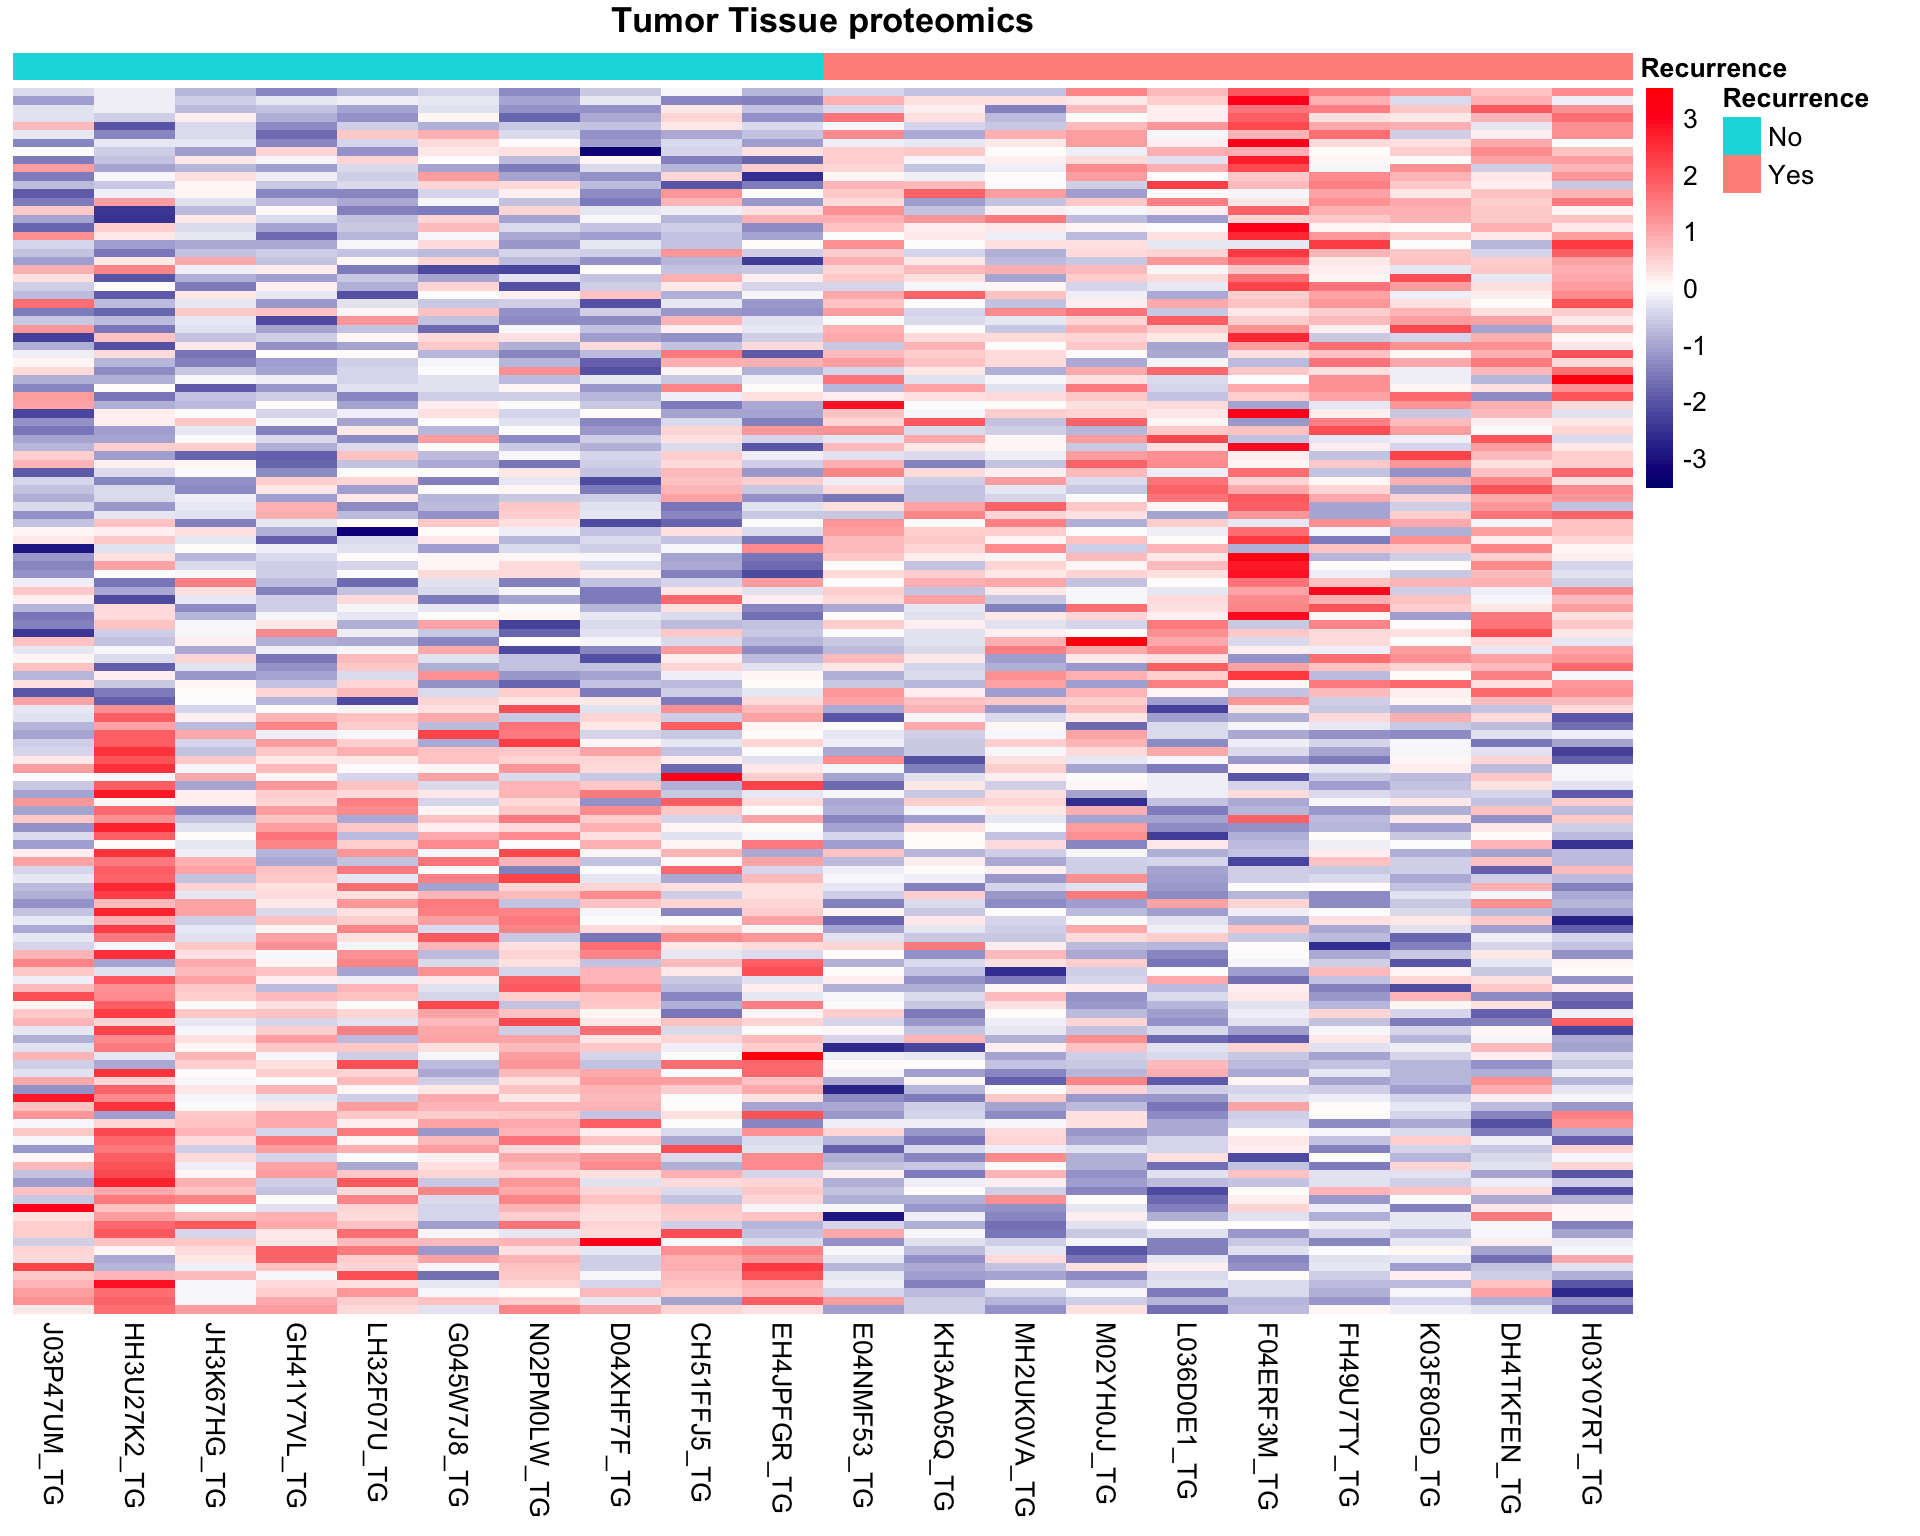 Tumor Tissue proteomics
Recurrence
Recurrence
No
Yes
3
2
1
0
-1
-2
-3
J03P47UM_TG
HH3U27K2_TG
JH3K67HG_TG
GH41Y7VL_TG
LH32F07U_TG
G045W7J8_TG
N02PM0LW_TG
D04XHF7F_TG
CH51FFJ5_TG
EH4JPFGR_TG
E04NMF53_TG
KH3AA05Q_TG
MH2UK0VA_TG
M02YH0JJ_TG
L036D0E1_TG
F04ERF3M_TG
FH49U7TY_TG
K03F80GD_TG
DH4TKFEN_TG
H03Y07RT_TG